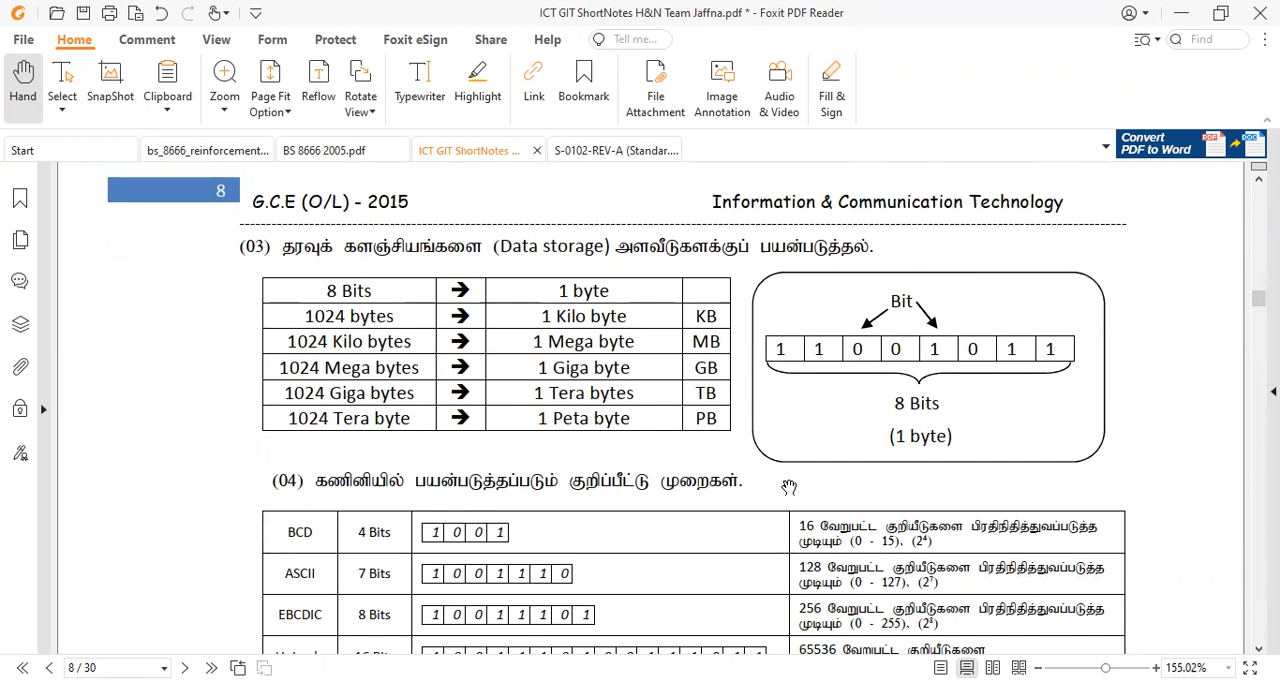 ICT GIT ShortNotes H&N Team Jaffna.pdf * - Foxit PDF Reader
File Home Comment View Form Protect Foxit eSign Share Help Tell me... Find
Hand Select SnapShot Clipboard Zoom Page Fit Option Reflow Rotate View Typewriter Highlight Link Bookmark File Attachment Image Annotation Audio & Video Fill & Sign
Start bs_8666_reinforcement... BS 8666 2005.pdf ICT GIT ShortNotes ... S-0102-REV-A (Standar....
Convert PDF to Word
8
G.C.E (O/L) - 2015 Information & Communication Technology
(03) தரவுக் களஞ்சியங்களை (Data storage) அளவீடுகளக்குப் பயன்படுத்தல்.
8 Bits ➔ 1 byte
1024 bytes ➔ 1 Kilo byte KB
1024 Kilo bytes ➔ 1 Mega byte MB
1024 Mega bytes ➔ 1 Giga byte GB
1024 Giga bytes ➔ 1 Tera bytes TB
1024 Tera byte ➔ 1 Peta byte PB
Bit
1 1 0 0 1 0 1 1
8 Bits
(1 byte)
(04) கணினியில் பயன்படுத்தப்படும் குறிப்பீட்டு முறைகள்.
BCD 4 Bits 1 0 0 1 16 வேறுபட்ட குறியீடுகளை பிரதிநிதித்துவப்படுத்த
முடியும் (0 - 15), (2⁴)
ASCII 7 Bits 1 0 0 1 1 1 0 128 வேறுபட்ட குறியீடுகளை பிரதிநிதித்துவப்படுத்த
முடியும் (0 - 127), (2⁷)
EBCDIC 8 Bits 1 0 0 1 1 1 0 1 256 வேறுபட்ட குறியீடுகளை பிரதிநிதித்துவப்படுத்த
முடியும் (0 - 255), (2⁸)
65536 வேறுபட்ட குறியீடுகளை
8 / 30 155.02%